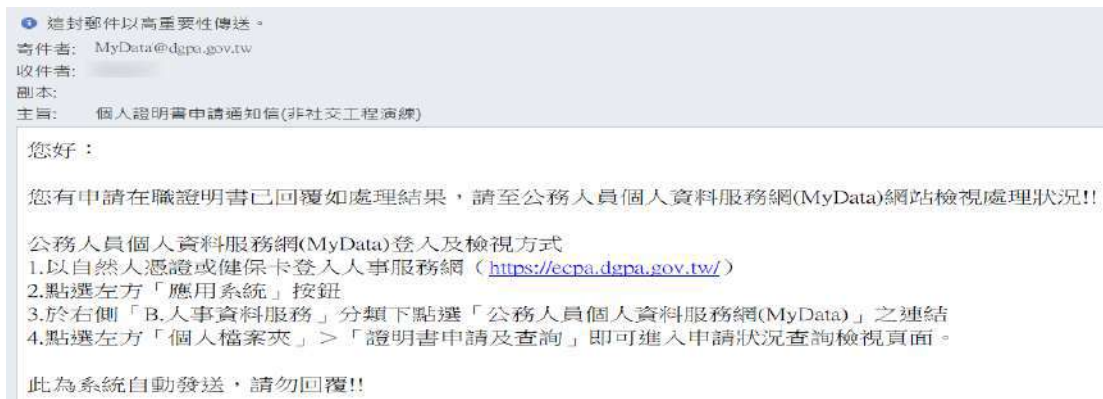 這封郵件以高重要性傳送。
寄件者: MyData@dgpa.gov.tw
收件者:
副本:
主旨: 個人證明書申請通知信(非社交工程演練)
您好：
您有申請在職證明書已回覆如處理結果，請至公務人員個人資料服務網(MyData)網站檢視處理狀況!!
公務人員個人資料服務網(MyData)登入及檢視方式
1.以自然人憑證或健保卡登入人事服務網（https://ecpa.dgpa.gov.tw/）
2.點選左方「應用系統」按鈕
3.於右側「B.人事資料服務」分類下點選「公務人員個人資料服務網(MyData)」之連結
4.點選左方「個人檔案夾」＞「證明書申請及查詢」即可進入申請狀況查詢檢視頁面。
此為系統自動發送，請勿回覆!!